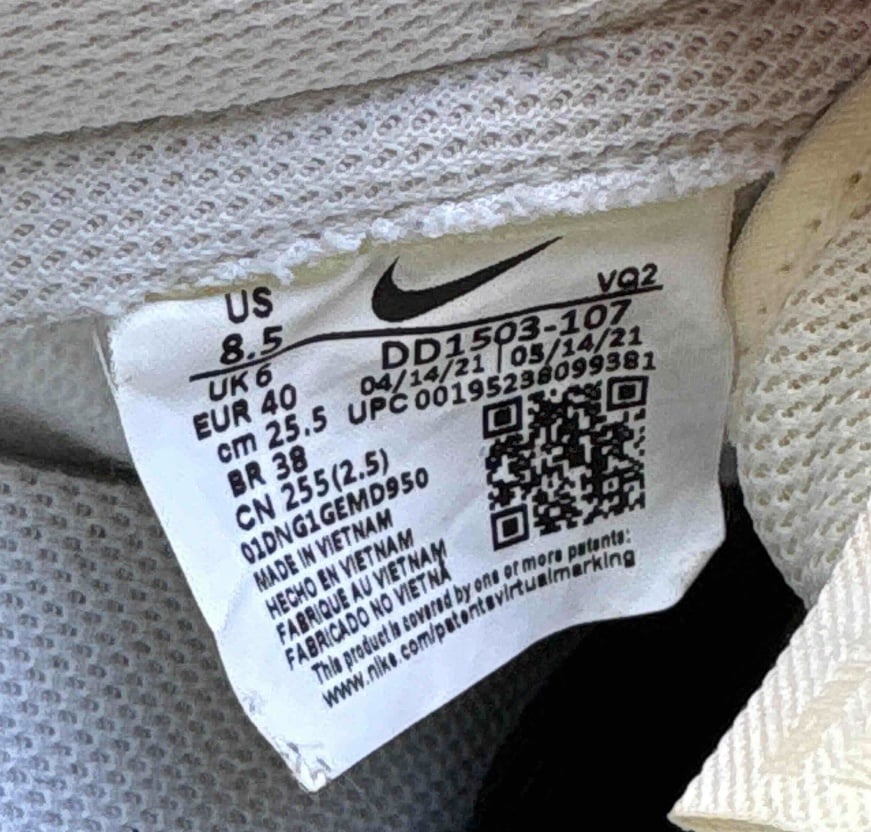 US
8.5
UK 6
EUR 40
cm 25.5
BR 38
CN 255(2.5)
01DNG1GEMD950
MADE IN VIETNAM
HECHO EN VIETNAM
FABRIQUE AU VIETNAM
FABRICADO NO VIETNÃ
VQ2
DD1503-107
04/14/21 | 05/14/21
UPC 00195238099381
This product is covered by one or more patents:
www.nike.com/patentsvirtualmarking